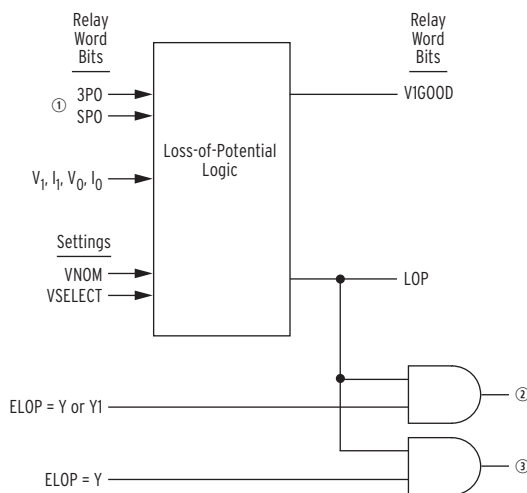 Relay
Word
Bits
① 3PO
SPO
V1, I1, V0, I0
Settings
VNOM
VSELECT
Loss-of-Potential
Logic
Relay
Word
Bits
V1GOOD
LOP
ELOP = Y or Y1
②
ELOP = Y
③